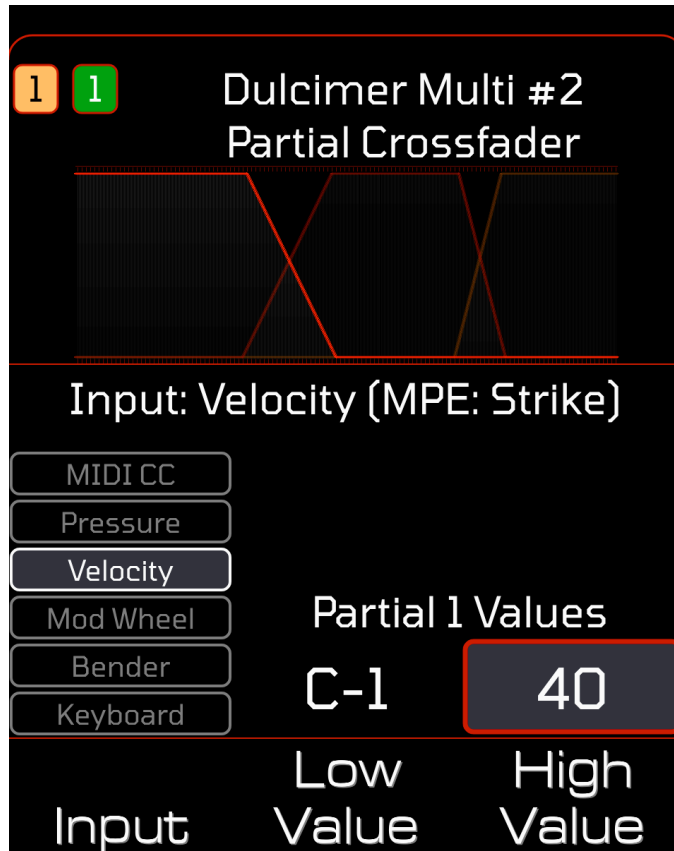 1 1 Dulcimer Multi #2
Partial Crossfader
Input: Velocity (MPE: Strike)
MIDI CC
Pressure
Velocity
Mod Wheel
Bender
Keyboard
Partial 1 Values
C-1 40
Input
Low Value
High Value